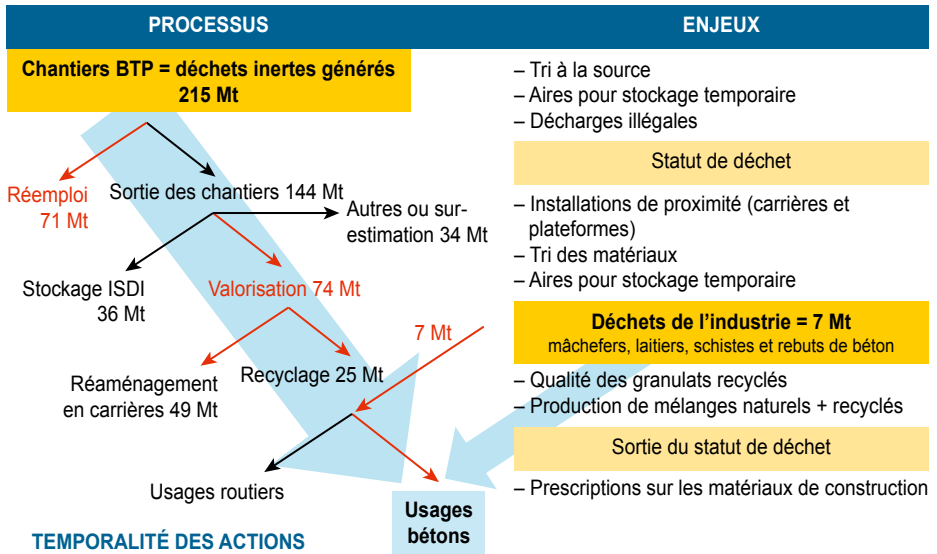 PROCESSUS
Chantiers BTP = déchets inertes générés
215 Mt
Réemploi
71 Mt
Sortie des chantiers 144 Mt
Autres ou sur-
estimation 34 Mt
Stockage ISDI
36 Mt
Valorisation 74 Mt
7 Mt
Réaménagement
en carrières 49 Mt
Recyclage 25 Mt
Usages routiers
Usages
bétons
TEMPORALITÉ DES ACTIONS
ENJEUX
– Tri à la source
– Aires pour stockage temporaire
– Décharges illégales
Statut de déchet
– Installations de proximité (carrières et
plateformes)
– Tri des matériaux
– Aires pour stockage temporaire
Déchets de l’industrie = 7 Mt
mâchefers, laitiers, schistes et rebuts de béton
– Qualité des granulats recyclés
– Production de mélanges naturels + recyclés
Sortie du statut de déchet
– Prescriptions sur les matériaux de construction